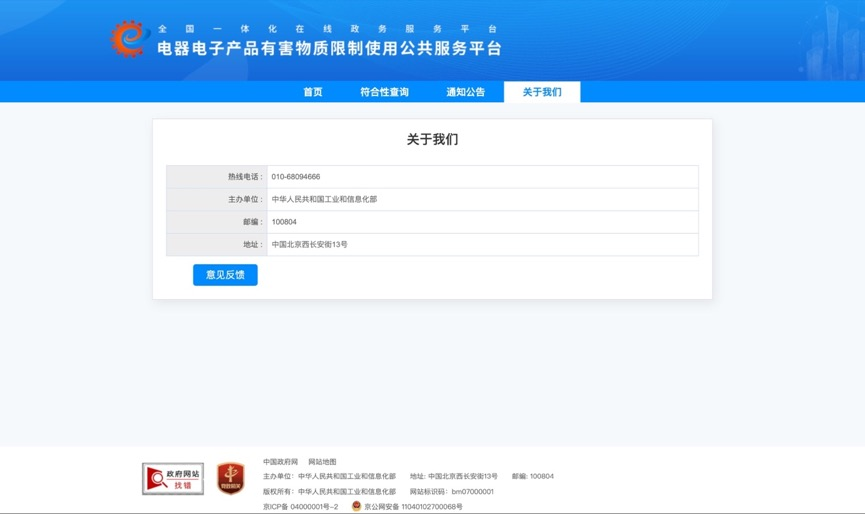 全国一体化在线政务服务平台
电器电子产品有害物质限制使用公共服务平台
首页 符合性查询 通知公告 关于我们
关于我们
热线电话： 010-68094666
主办单位： 中华人民共和国工业和信息化部
邮编： 100804
地址： 中国北京西长安街13号
意见反馈
政府网站
找错
党政机关
中国政府网 网站地图
主办单位：中华人民共和国工业和信息化部 地址: 中国北京西长安街13号 邮编: 100804
版权所有：中华人民共和国工业和信息化部 网站标识码：bm07000001
京ICP备 04000001号-2 京公网安备 11040102700068号